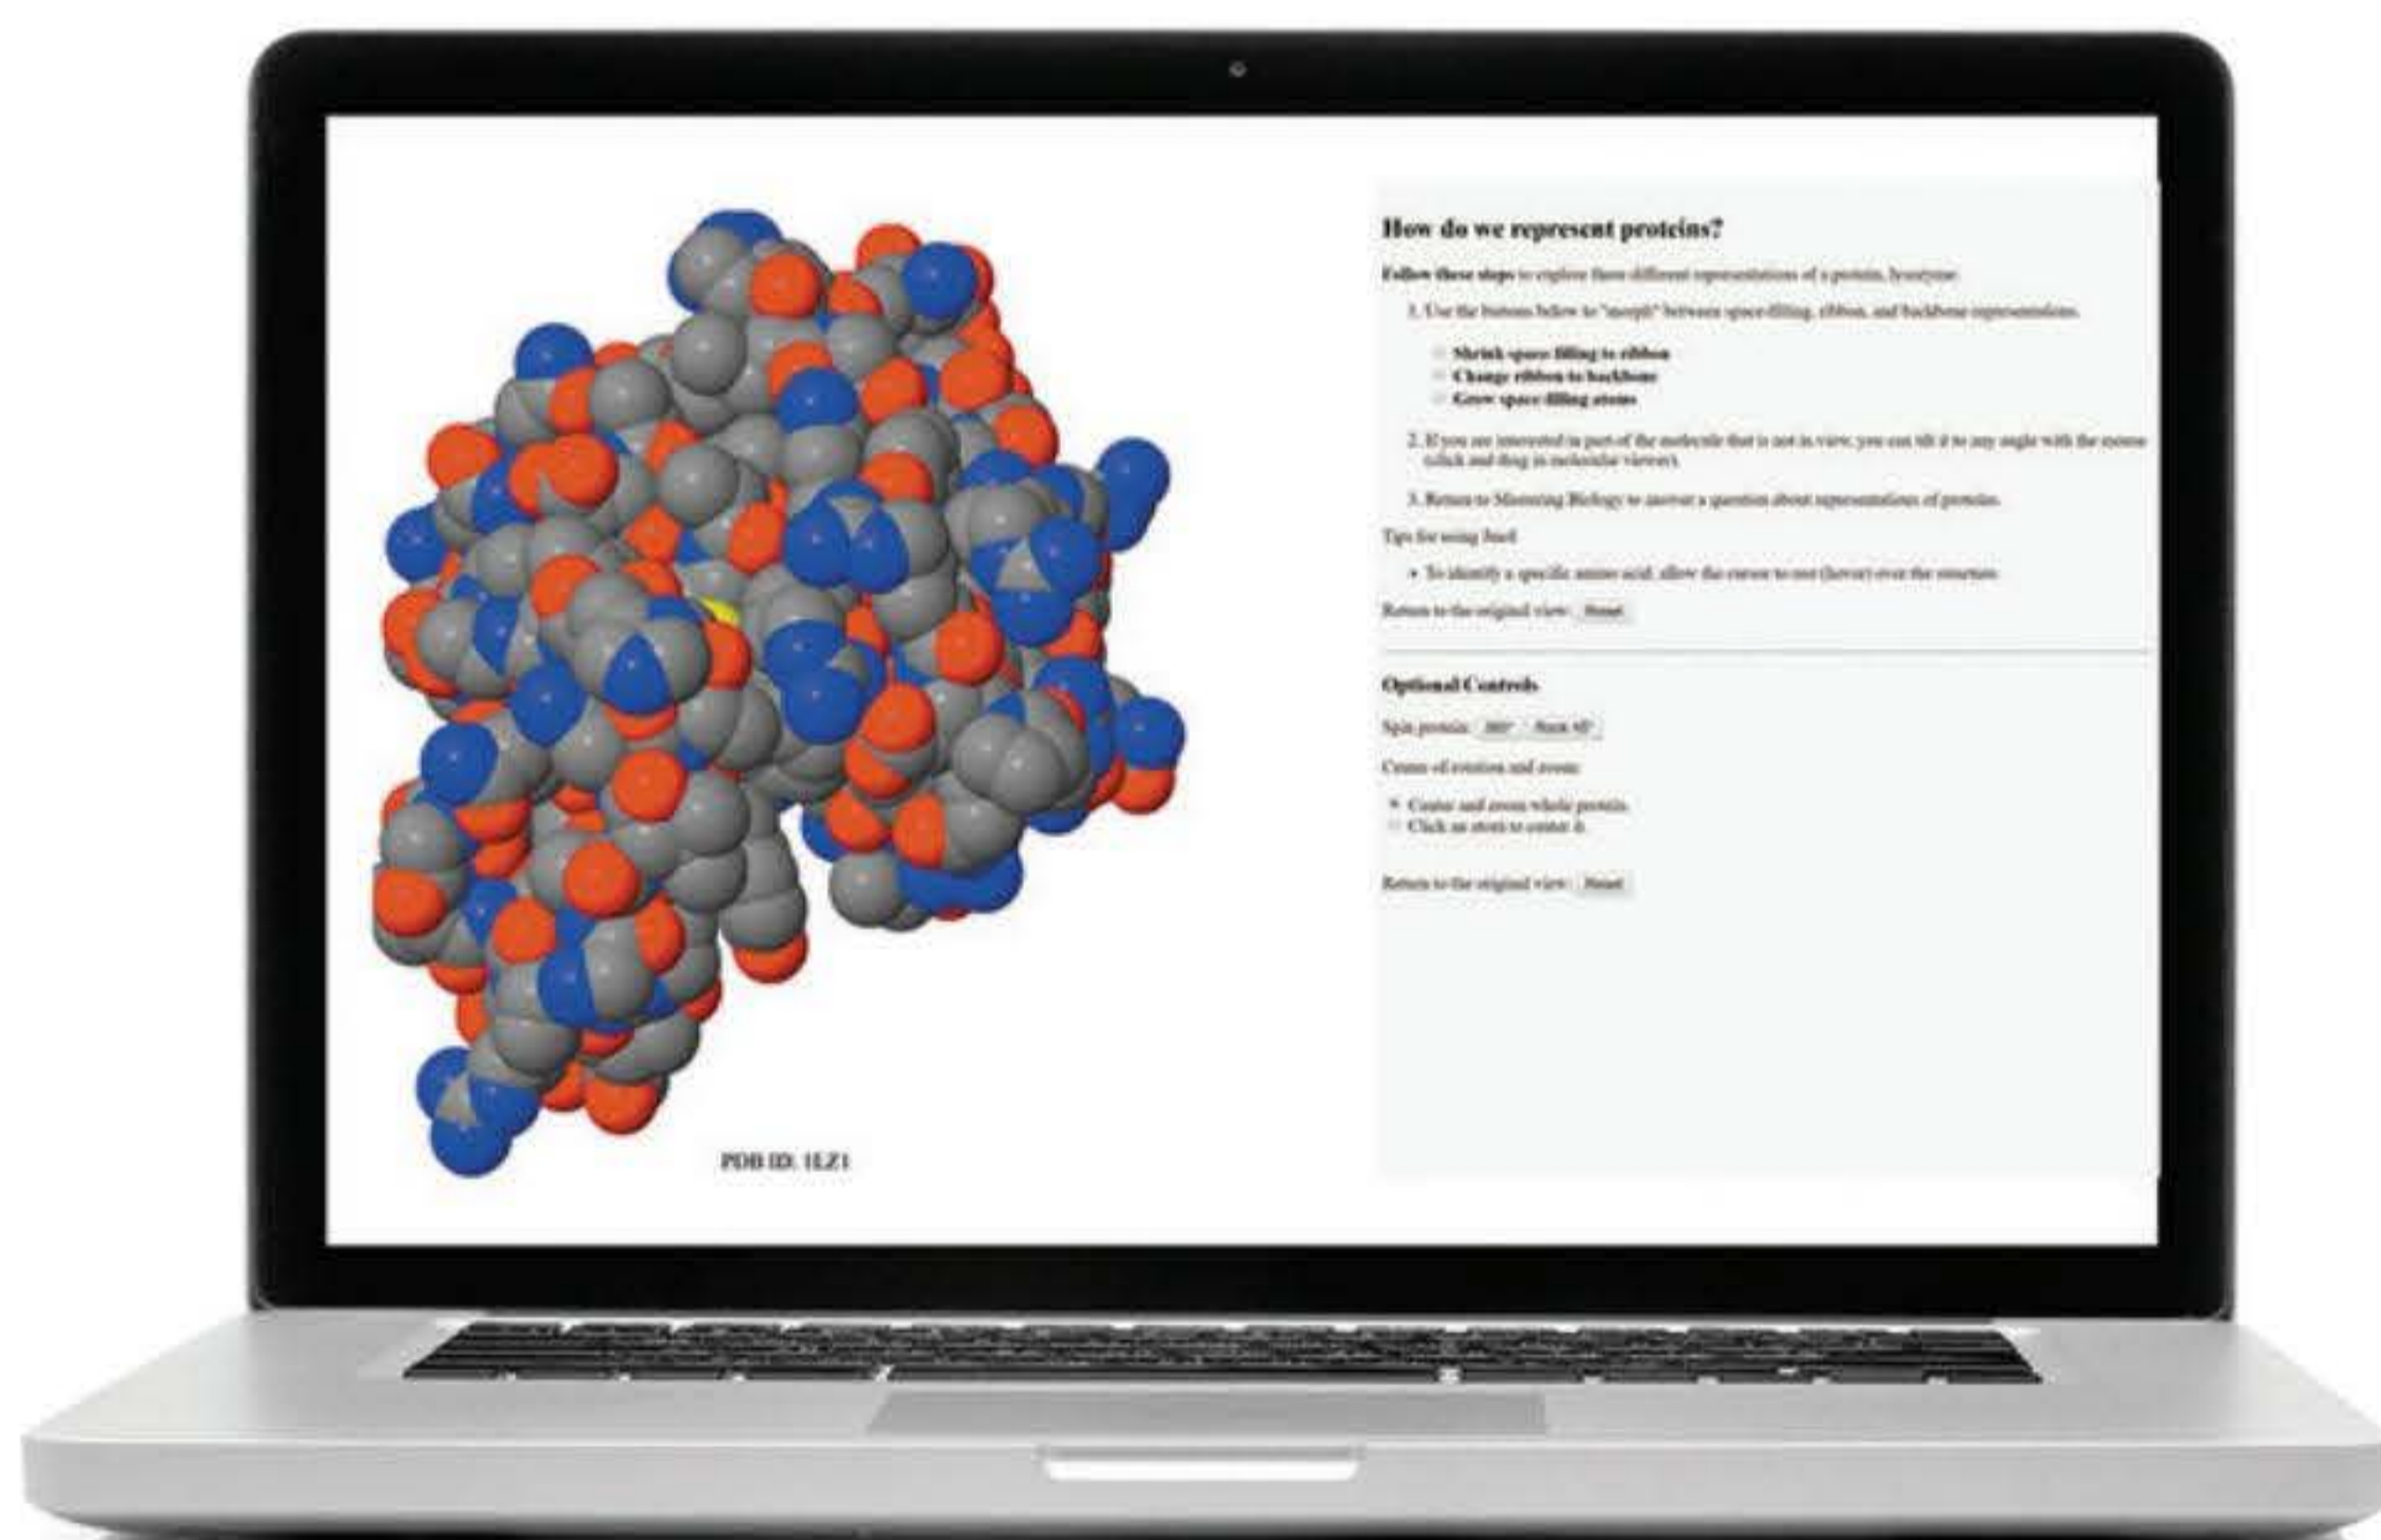 How do we represent proteins?
Follow these steps to explore three different representations of a protein, lysozyme:
1. Use the buttons below to "morph" between space-filling, ribbon, and backbone representations.
Shrink space-filling to ribbon
Change ribbon to backbone
Grow space-filling atoms
2. If you are interested in part of the molecule that is not in view, you can tilt it to any angle with the mouse
(click and drag in molecular viewer).
3. Return to Mastering Biology to answer a question about representations of proteins.
Tips for using Jmol
• To identify a specific amino acid, allow the cursor to rest (hover) over the structure.
Return to the original view: Reset
Optional Controls
Spin protein: 360°
Center of rotation and zoom:
Center and zoom whole protein.
Click an atom to center it.
Return to the original view: Reset
PDB ID: 1LZ1